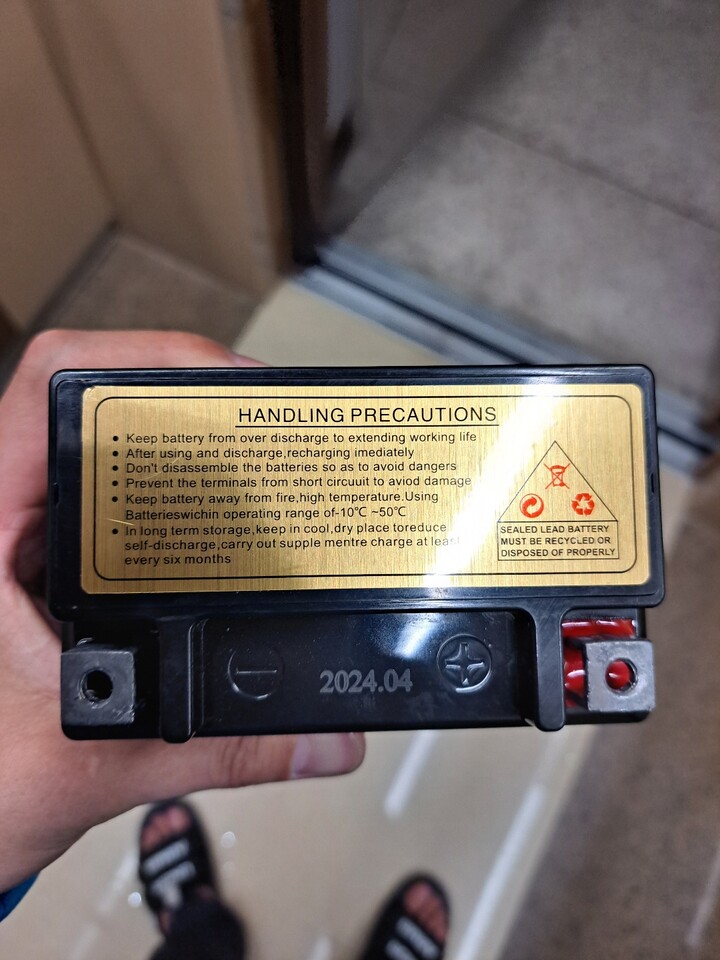 HANDLING PRECAUTIONS
• Keep battery from over discharge to extending working life
• After using and discharge,recharging imediately
• Don't disassemble the batteries so as to avoid dangers
• Prevent the terminals from short circuuit to aviod damage
• Keep battery away from fire,high temperature.Using
Batterieswichin operating range of-10℃ ~50℃
• In long term storage,keep in cool,dry place toreduce
self-discharge,carry out supple mentre charge at least
every six months
SEALED LEAD BATTERY
MUST BE RECYCLED OR
DISPOSED OF PROPERLY
2024.04